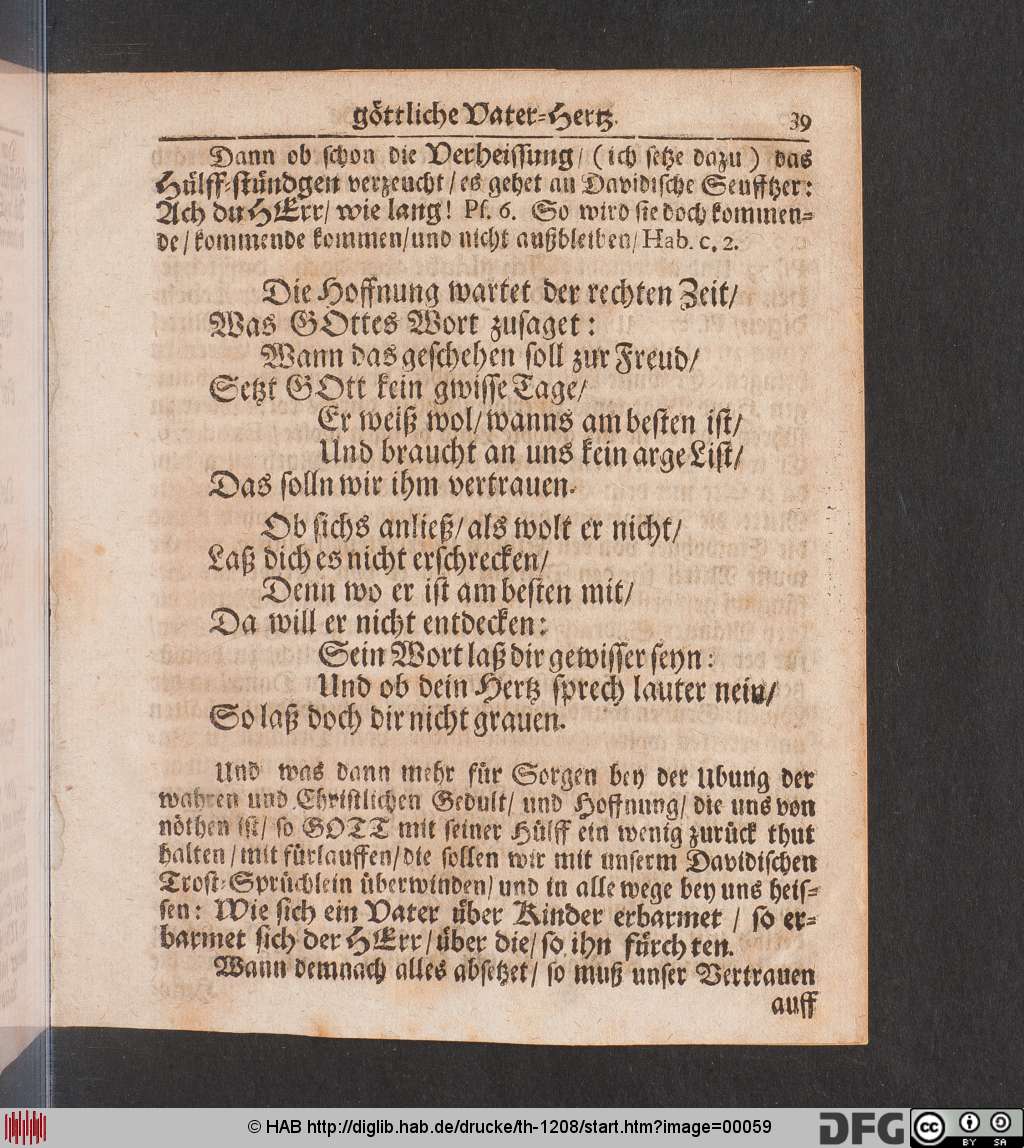 göttliche Vater-Hertz. 39
Dann ob schon die Verheissung/ (ich setze dazu) das
Hülff-stündgen verzeucht/ es gehet an Davidische Seufftzer:
Ach du HErr/ wie lang! Ps. 6. So wird sie doch kommen-
de/ kommende kommen/ und nicht außbleiben/ Hab. c. 2.
Die Hoffnung wartet der rechten Zeit/
Was GOttes Wort zusaget:
Wann das geschehen soll zur Freud/
Setzt GOtt kein gwisse Tage/
Er weiß wol/ wanns am besten ist/
Und braucht an uns kein arge List/
Das solln wir ihm vertrauen.
Ob sichs anließ/ als wolt er nicht/
Laß dich es nicht erschrecken/
Denn wo er ist am besten mit/
Da will er nicht entdecken:
Sein Wort laß dir gewisser seyn:
Und ob dein Hertz sprech lauter nein/
So laß doch dir nicht grauen.
Und was dann mehr für Sorgen bey der Ubung der
wahren und Christlichen Gedult/ und Hoffnung/ die uns von
nöthen ist/ so GOTT mit seiner Hülff ein wenig zurück thut
halten/ mit fürlauffen/ die sollen wir mit unserm Davidischen
Trost-Sprüchlein überwinden/ und in alle wege bey uns heis-
sen: Wie sich ein Vater über Kinder erbarmet/ so er-
barmet sich der HErr/ über die/ so ihn fürchten.
Wann demnach alles absetzet/ so muß unser Vertrauen
auff
© HAB http://diglib.hab.de/drucke/th-1208/start.htm?image=00059
DFG
cc
BY SA